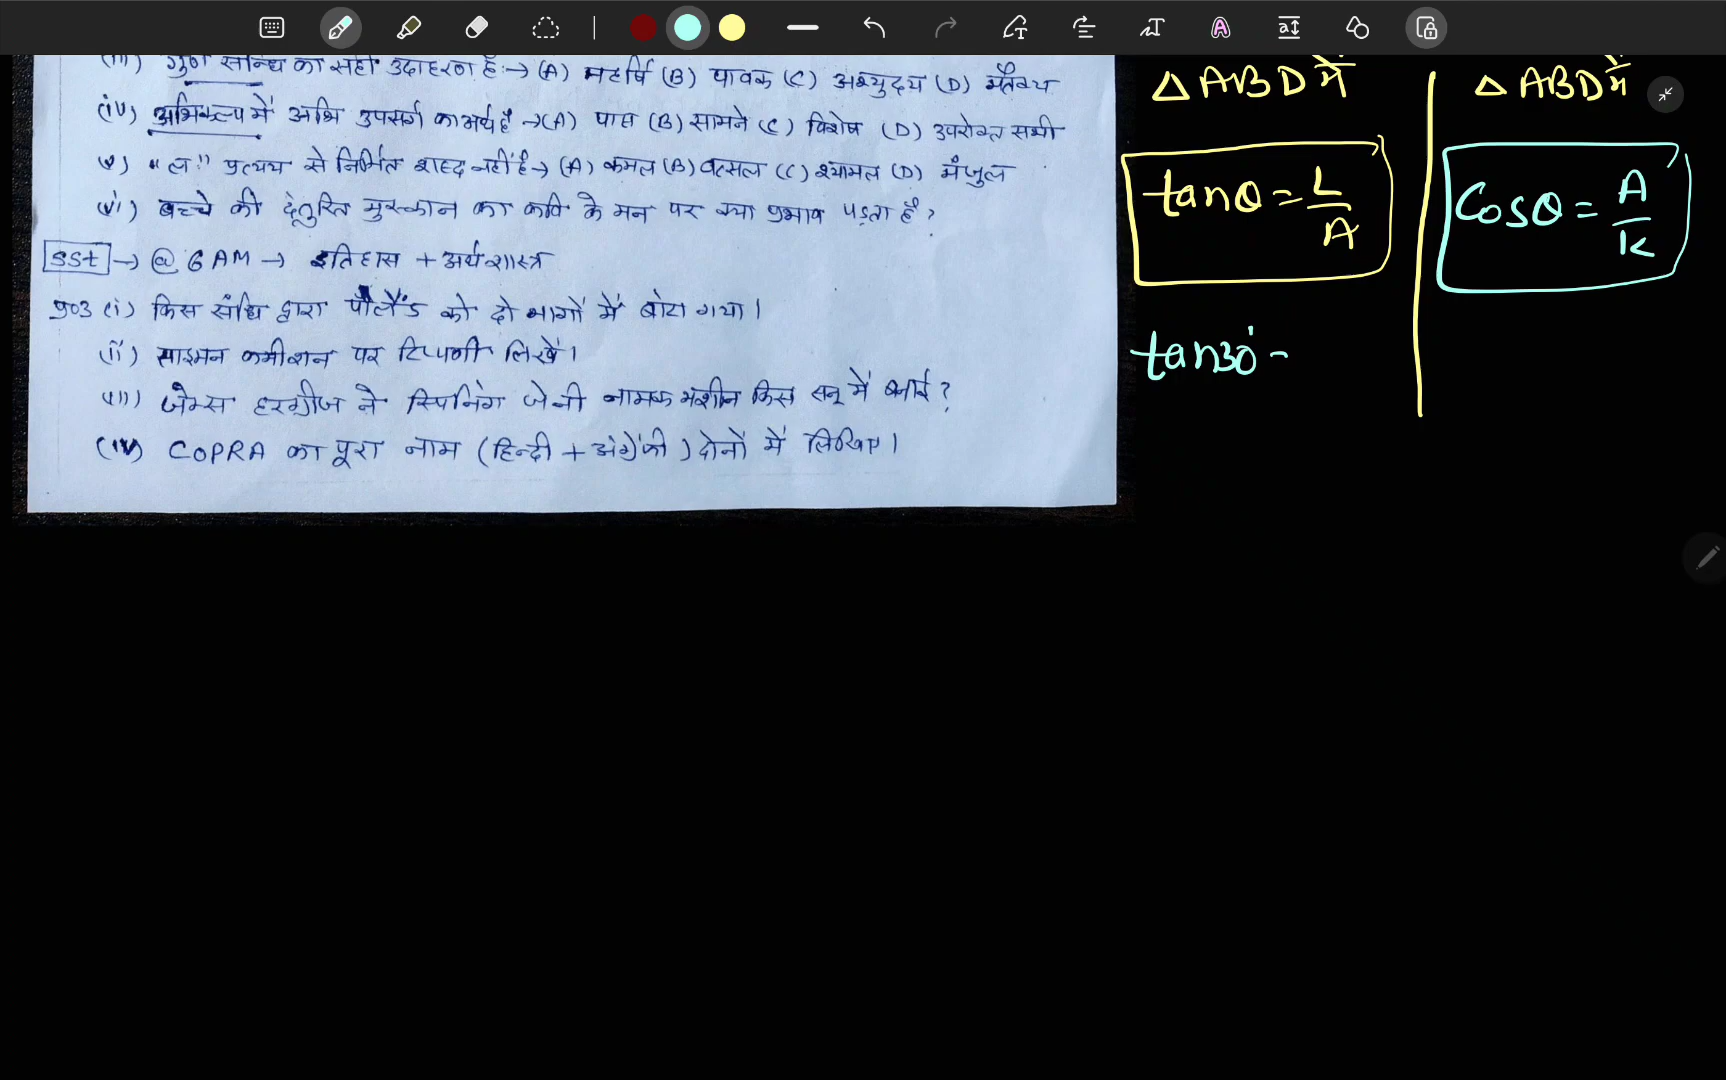 (iii) गुण सन्धि का सही उदाहरण है:→ (A) महर्षि (B) पावक (C) अभ्युदय (D) मतैक्य
(iv) अभिकल्प में अभि उपसर्ग का अर्थ है →(A) पास (B) सामने (C) विशेष (D) उपरोक्त सभी
(v) "ल:" प्रत्यय से निर्मित शब्द नहीं है→ (A) कमल (B) वत्सल (C) श्यामल (D) मंजुल
(vi) बच्चे की दंतुरित मुस्कान का कवि के मन पर क्या प्रभाव पड़ता है?
SSt → @ 6 AM → इतिहास + अर्थशास्त्र
प्र०3 (i) किस संधि द्वारा पौलैंड को दो भागों में बांटा गया।
(ii) साइमन कमीशन पर टिप्पणी लिखें।
(iii) जेम्स हरग्रीव्ज ने स्पिनिंग जेनी नामक मशीन किस सन् में बनाई?
(iv) COPRA का पूरा नाम (हिन्दी + अंग्रेजी) दोनों में लिखिए।
△ ABD में
tanθ = L/A
tan30° =
△ ABD में
Cosθ = A/K